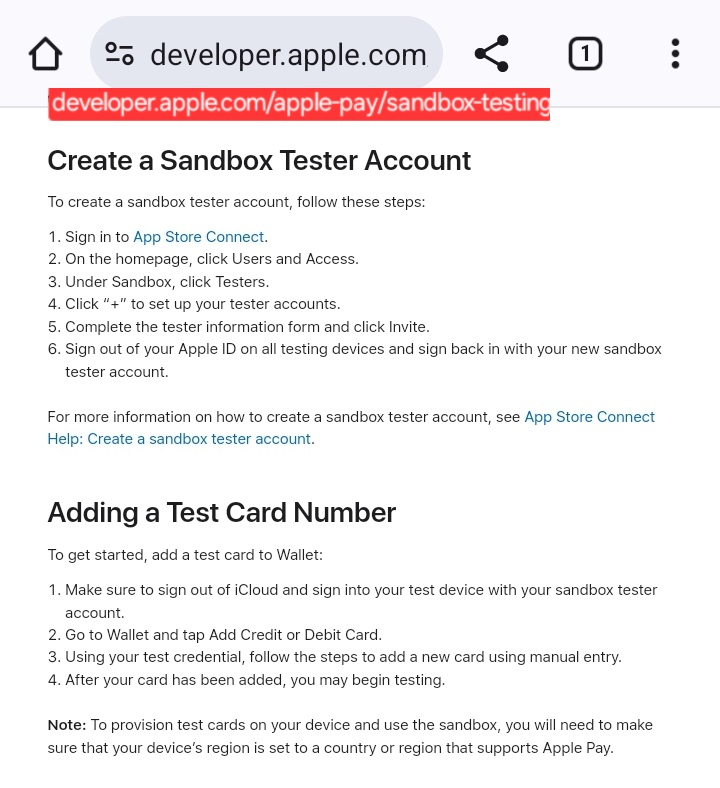 developer.apple.com
1
developer.apple.com/apple-pay/sandbox-testing
Create a Sandbox Tester Account
To create a sandbox tester account, follow these steps:
1. Sign in to App Store Connect.
2. On the homepage, click Users and Access.
3. Under Sandbox, click Testers.
4. Click “+” to set up your tester accounts.
5. Complete the tester information form and click Invite.
6. Sign out of your Apple ID on all testing devices and sign back in with your new sandbox
tester account.
For more information on how to create a sandbox tester account, see App Store Connect
Help: Create a sandbox tester account.
Adding a Test Card Number
To get started, add a test card to Wallet:
1. Make sure to sign out of iCloud and sign into your test device with your sandbox tester
account.
2. Go to Wallet and tap Add Credit or Debit Card.
3. Using your test credential, follow the steps to add a new card using manual entry.
4. After your card has been added, you may begin testing.
Note: To provision test cards on your device and use the sandbox, you will need to make
sure that your device’s region is set to a country or region that supports Apple Pay.